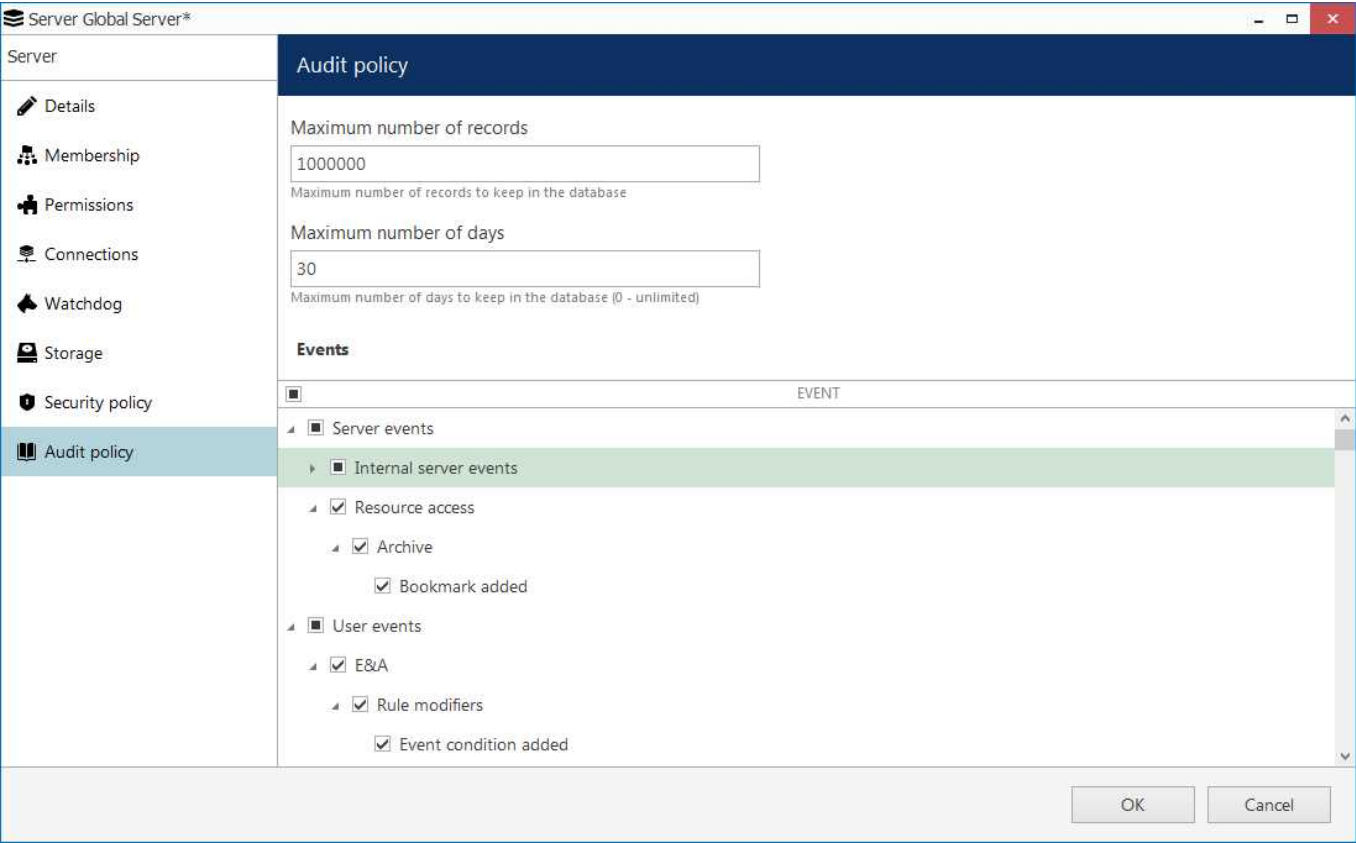 Server Global Server*
Server
Details
Membership
Permissions
Connections
Watchdog
Storage
Security policy
Audit policy
Audit policy
Maximum number of records
1000000
Maximum number of records to keep in the database
Maximum number of days
30
Maximum number of days to keep in the database (0 - unlimited)
Events
EVENT
Server events
Internal server events
Resource access
Archive
Bookmark added
User events
E&A
Rule modifiers
Event condition added
OK Cancel